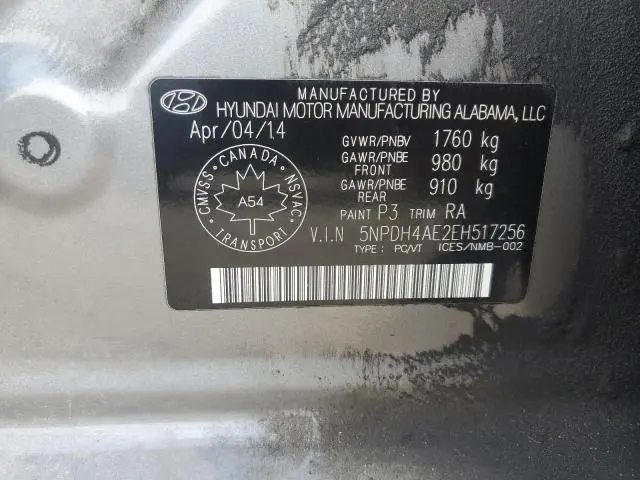 MANUFACTURED BY
HYUNDAI MOTOR MANUFACTURING ALABAMA, LLC
Apr/04/14
GVWR/PNBV 1760 kg
GAWR/PNBE FRONT 980 kg
GAWR/PNBE REAR 910 kg
PAINT P3 TRIM RA
V.I.N 5NPDH4AE2EH517256
TYPE : PC/VT ICES/NMB-002
CANADA
CMVSS NSVAC
A54
TRANSPORT